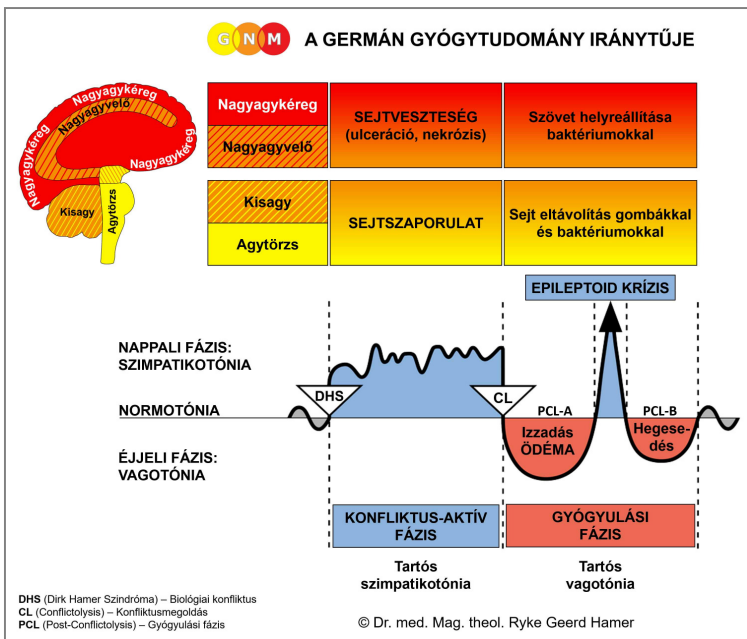 G N M A GERMÁN GYÓGYTUDOMÁNY IRÁNYTŰJE
Nagyagykéreg
Nagyagyvelő
Nagyagykéreg
Nagyagykéreg
Kisagy
Agytörzs
Nagyagykéreg
Nagyagyvelő
SEJTVESZTESÉG
(ulceráció, nekrózis)
Szövet helyreállítása
baktériumokkal
Kisagy
Agytörzs
SEJTSZAPORULAT
Sejt eltávolítás gombákkal
és baktériumokkal
EPILEPTOID KRÍZIS
NAPPALI FÁZIS:
SZIMPATIKOTÓNIA
DHS
CL
NORMOTÓNIA
PCL-A
PCL-B
Izzadás
ÖDÉMA
Hegese-
dés
ÉJJELI FÁZIS:
VAGOTÓNIA
KONFLIKTUS-AKTÍV
FÁZIS
GYÓGYULÁSI
FÁZIS
Tartós
szimpatikotónia
Tartós
vagotónia
DHS (Dirk Hamer Szindróma) – Biológiai konfliktus
CL (Conflictolysis) – Konfliktusmegoldás
PCL (Post-Conflictolysis) – Gyógyulási fázis
© Dr. med. Mag. theol. Ryke Geerd Hamer